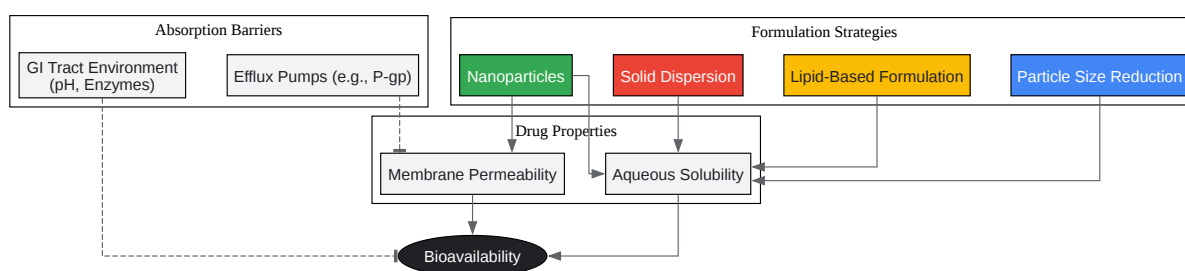 Absorption Barriers
GI Tract Environment
(pH, Enzymes)
Efflux Pumps (e.g., P-gp)
Formulation Strategies
Nanoparticles
Solid Dispersion
Lipid-Based Formulation
Particle Size Reduction
Drug Properties
Membrane Permeability
Aqueous Solubility
Bioavailability